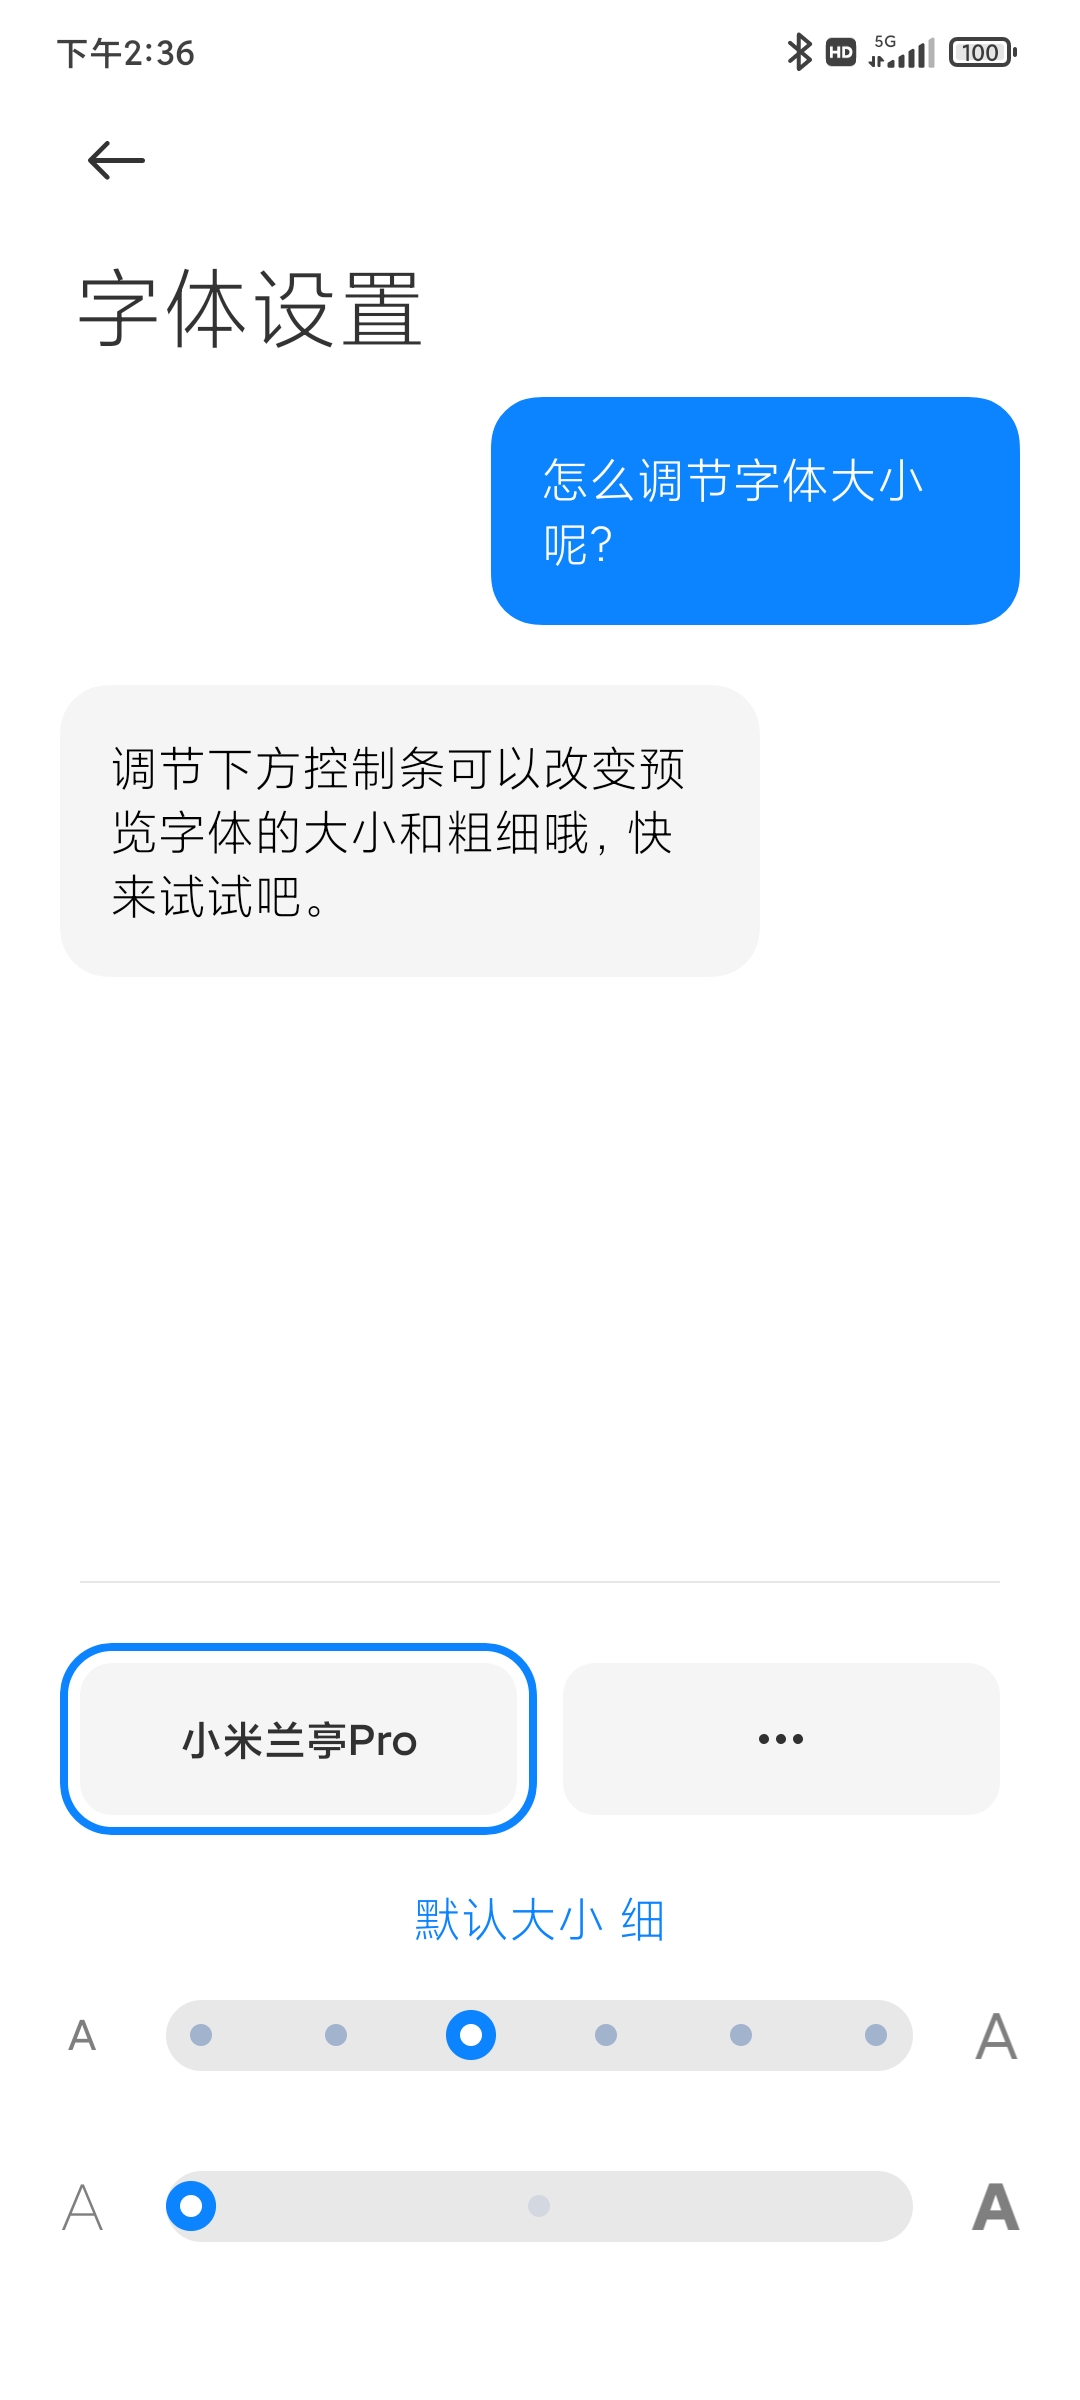 下午2:36
HD
5G
100
字体设置
怎么调节字体大小
呢?
调节下方控制条可以改变预
览字体的大小和粗细哦, 快
来试试吧。
小米兰亭Pro
•••
默认大小 细
A
A
A
A